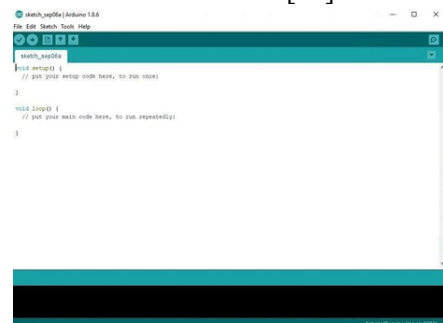 sketch_sep06a | Arduino 1.8.6
File Edit Sketch Tools Help
sketch_sep06a
void setup() {
// put your setup code here, to run once:
}
void loop() {
// put your main code here, to run repeatedly:
}